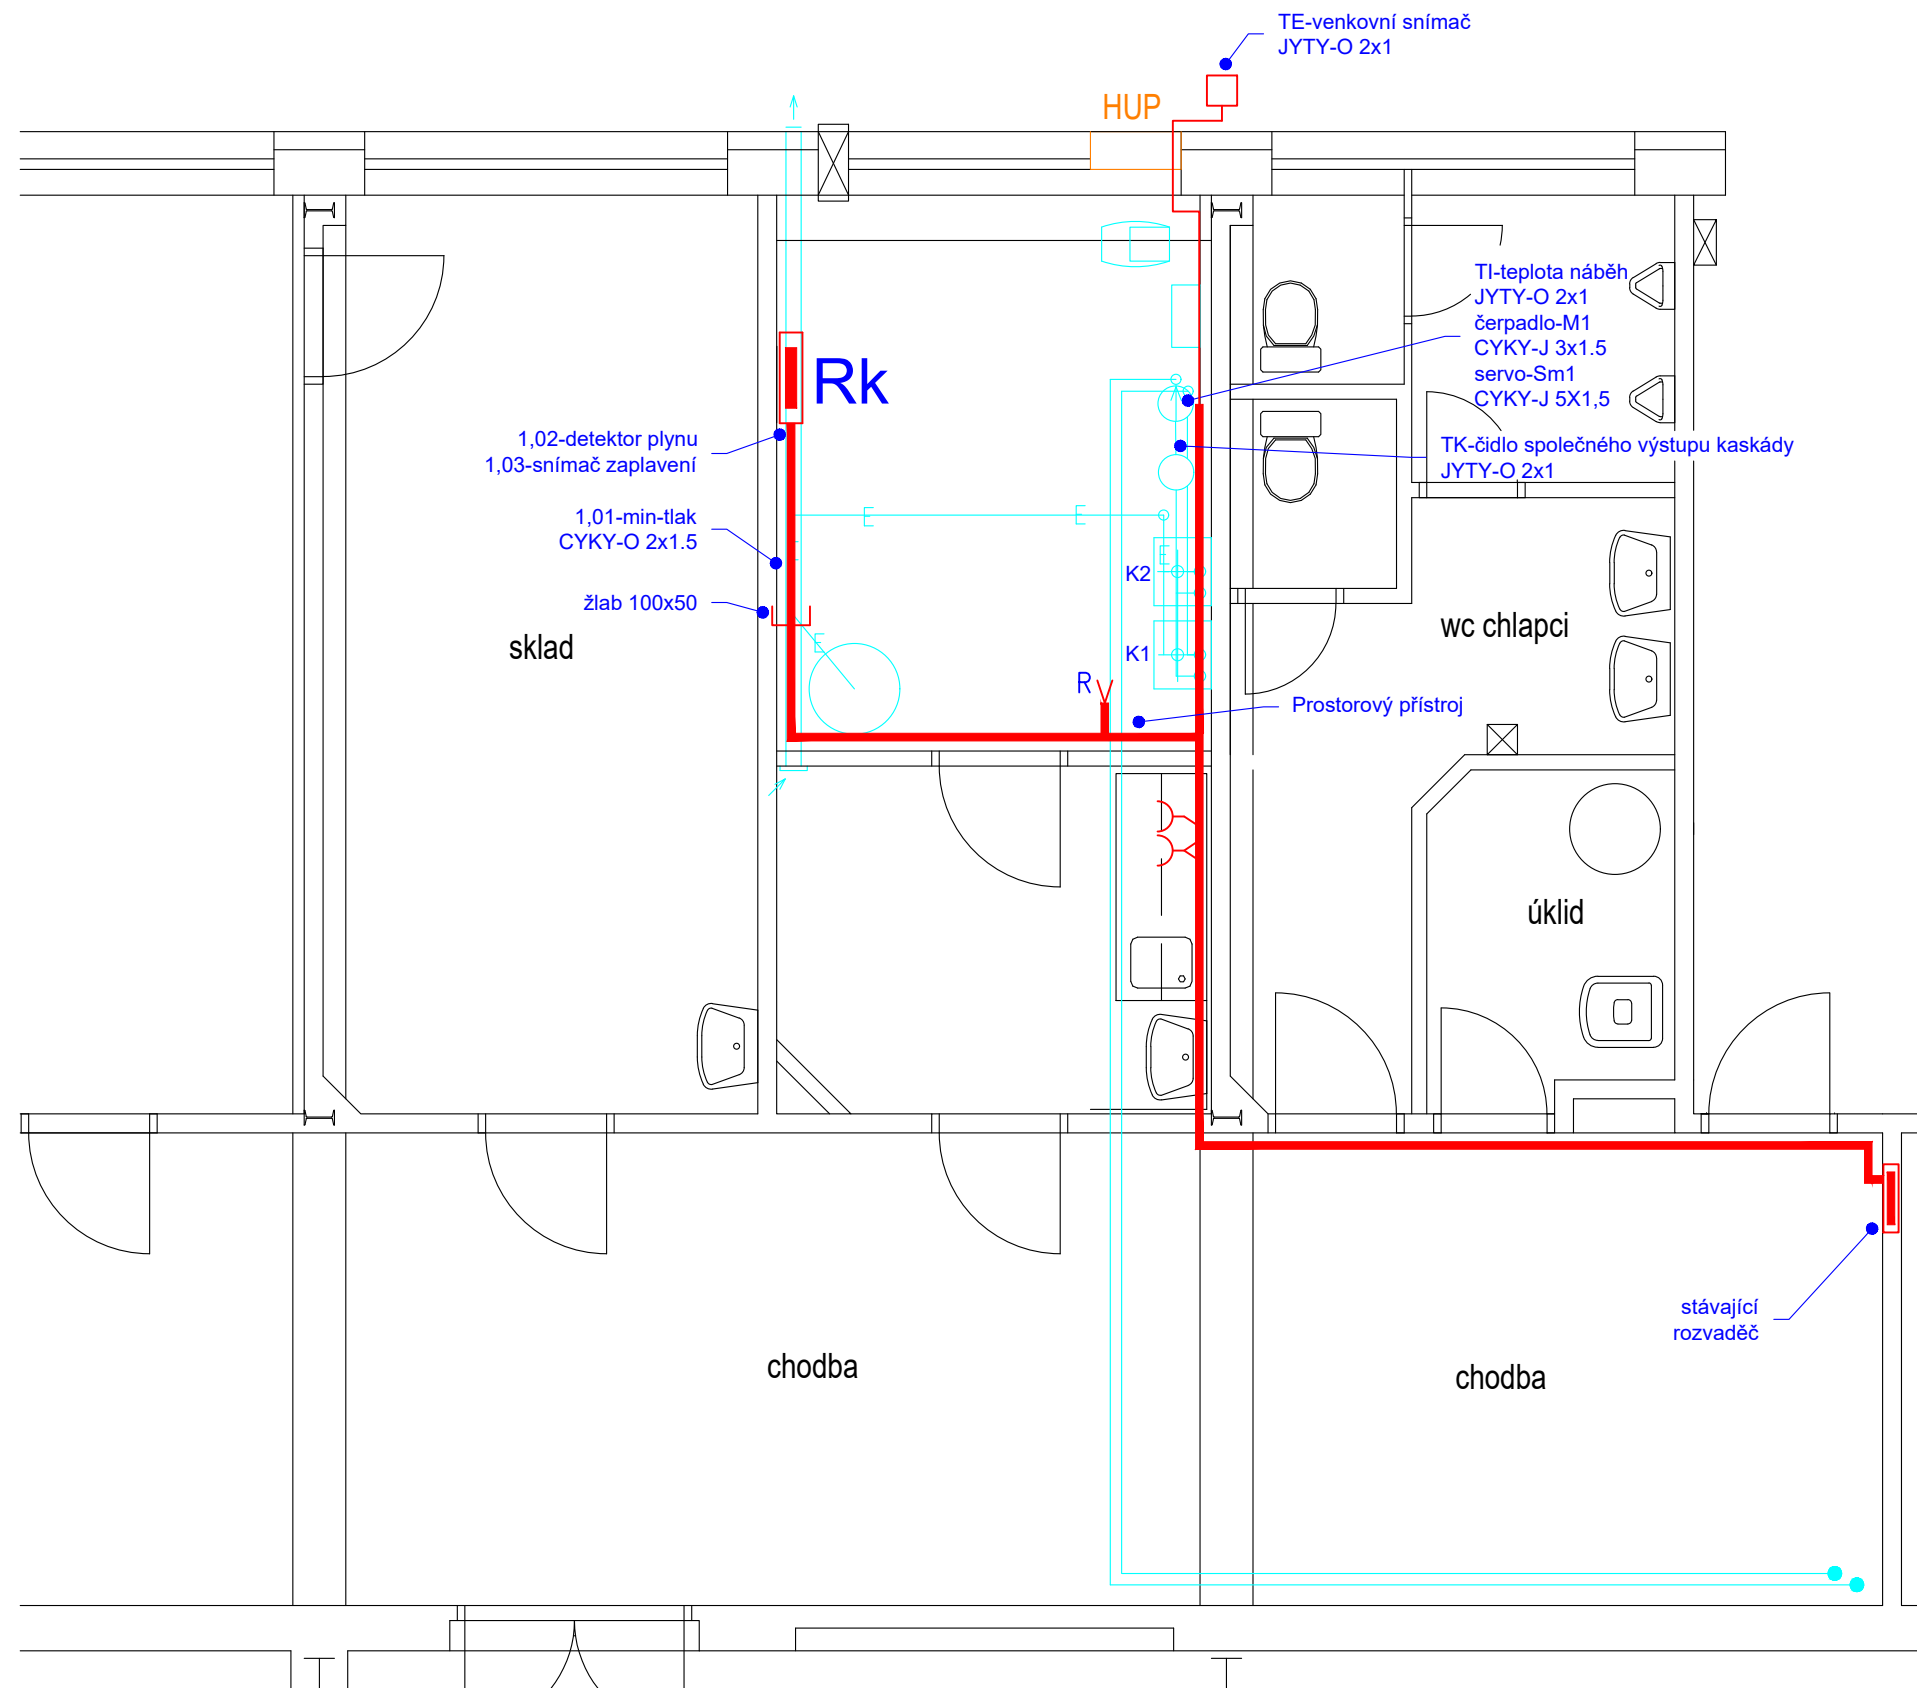 TE-venkovní snímač
JYTY-O 2x1
HUP
TI-teplota náběh
JYTY-O 2x1
čerpadlo-M1
CYKY-J 3x1.5
servo-Sm1
CYKY-J 5X1,5
Rk
1,02-detektor plynu
1,03-snímač zaplavení
TK-čidlo společného výstupu kaskády
JYTY-O 2x1
1,01-min-tlak
CYKY-O 2x1.5
E
E
E
E
K2
žlab 100x50
sklad
E
wc chlapci
K1
R
Prostorový přístroj
úklid
stávající
rozvaděč
chodba
chodba